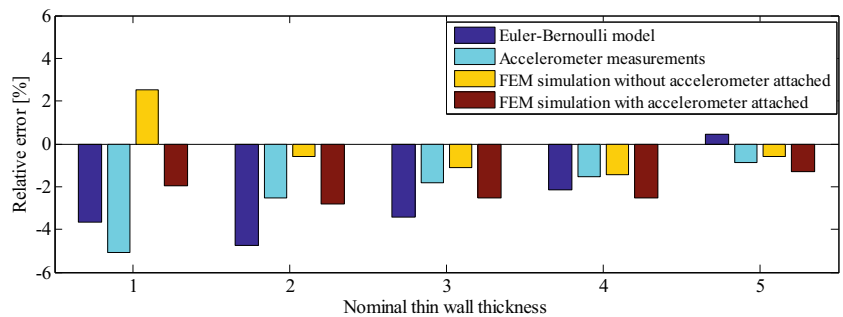 6
4
2
0
-2
-4
-6
Relative error [%]
Euler-Bernoulli model
Accelerometer measurements
FEM simulation without accelerometer attached
FEM simulation with accelerometer attached
1 2 3 4 5
Nominal thin wall thickness